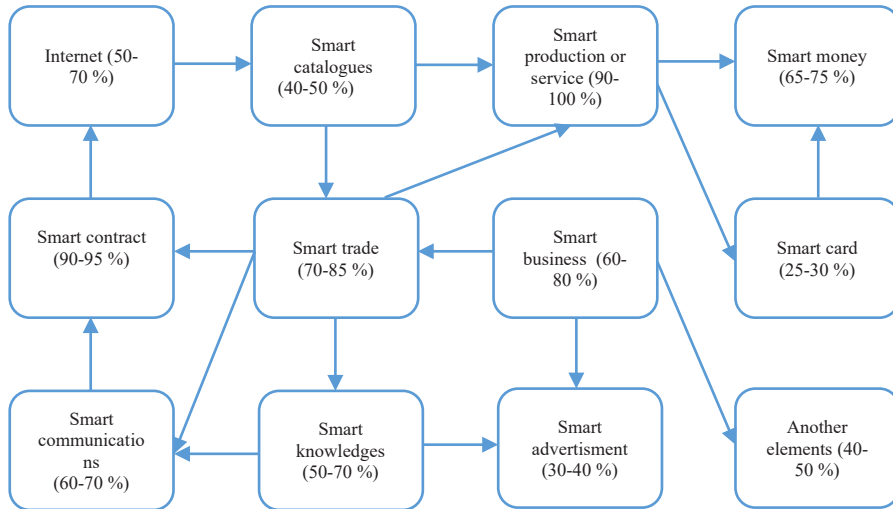 Internet (50-
70 %)
Smart
catalogues
(40-50 %)
Smart
production or
service (90-
100 %)
Smart money
(65-75 %)
Smart contract
(90-95 %)
Smart trade
(70-85 %)
Smart
business (60-
80 %)
Smart card
(25-30 %)
Smart
communicatio
ns
(60-70 %)
Smart
knowledges
(50-70 %)
Smart
advertisment
(30-40 %)
Another
elements (40-
50 %)